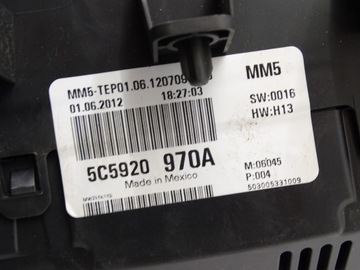 MM5-TEP01.06.120709
01.06.2012 18:27:03
MM5
SW:0016
HW:H13
5C5920 970A
Made in Mexico
M:06045
P:004
503005331009